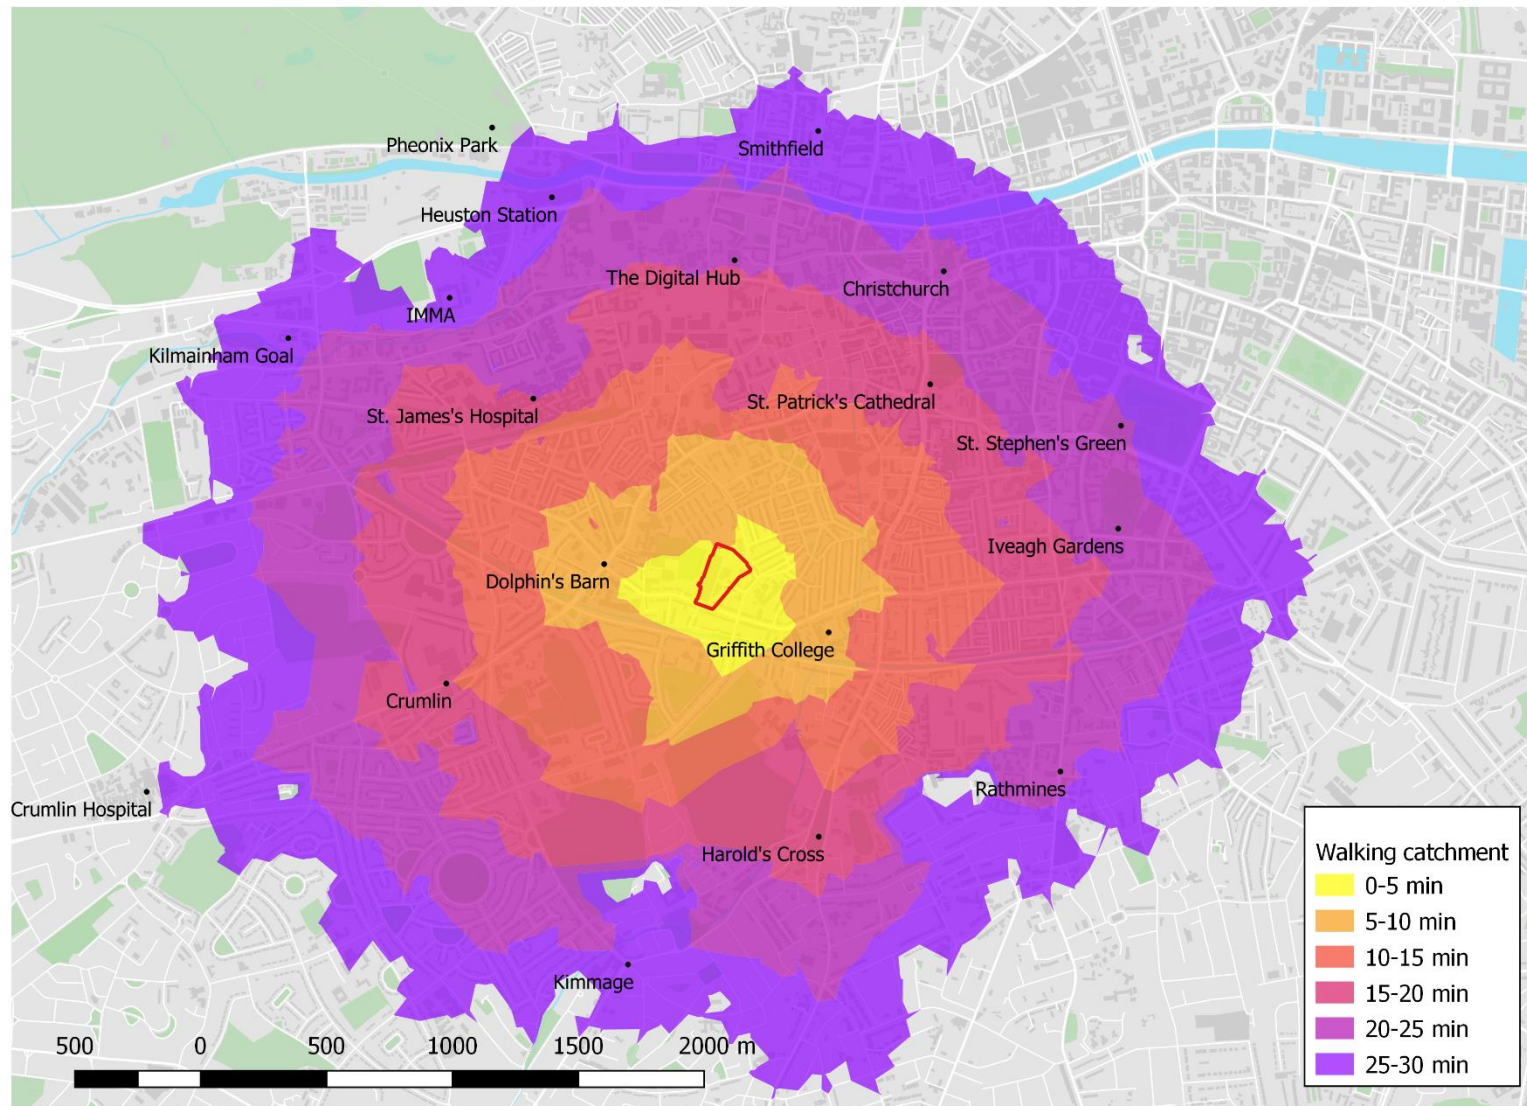 Pheonix Park
Smithfield
Heuston Station
The Digital Hub
Christchurch
IMMA
Kilmainham Goal
St. James's Hospital
St. Patrick's Cathedral
St. Stephen's Green
Iveagh Gardens
Dolphin's Barn
Griffith College
Crumlin
Rathmines
Crumlin Hospital
Harold's Cross
Kimmage
500 0 500 1000 1500 2000 m
Walking catchment
0-5 min
5-10 min
10-15 min
15-20 min
20-25 min
25-30 min